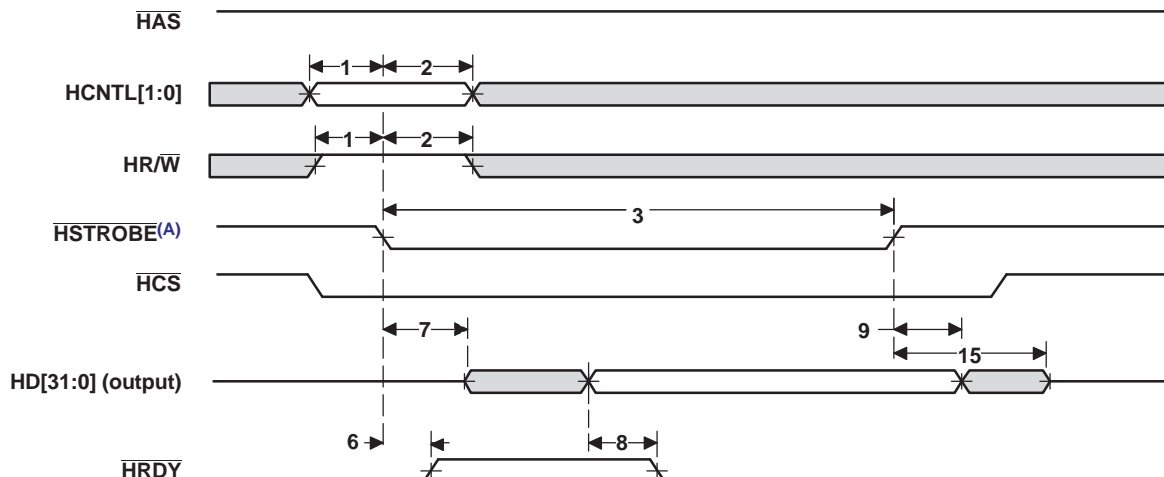 HAS
1 2
HCNTL[1:0]
1 2
HR/W
3
HSTROBE(A)
HCS
7 9
15
HD[31:0] (output)
6 8
HRDY